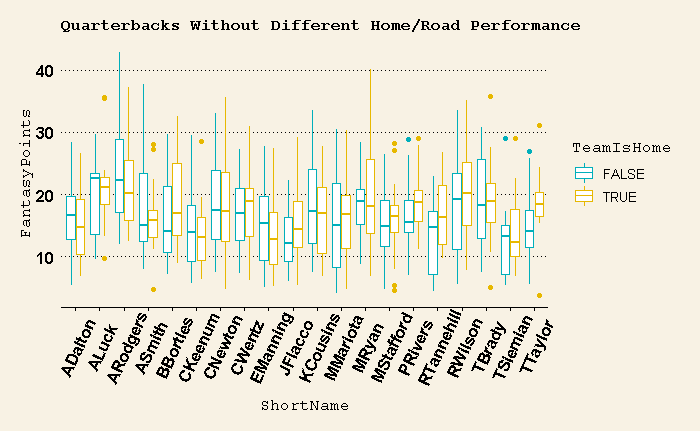 Quarterbacks Without Different Home/Road Performance
FantasyPoints
40
30
20
10
ADalton
ALuck
ARodgers
ASmith
BBortles
CKeenum
CNewton
CWentz
EManning
JFlacco
KCousins
MMariota
MRyan
MStafford
PRivers
RTannehill
RWilson
TBrady
TSiemian
TTaylor
ShortName
TeamIsHome
FALSE
TRUE